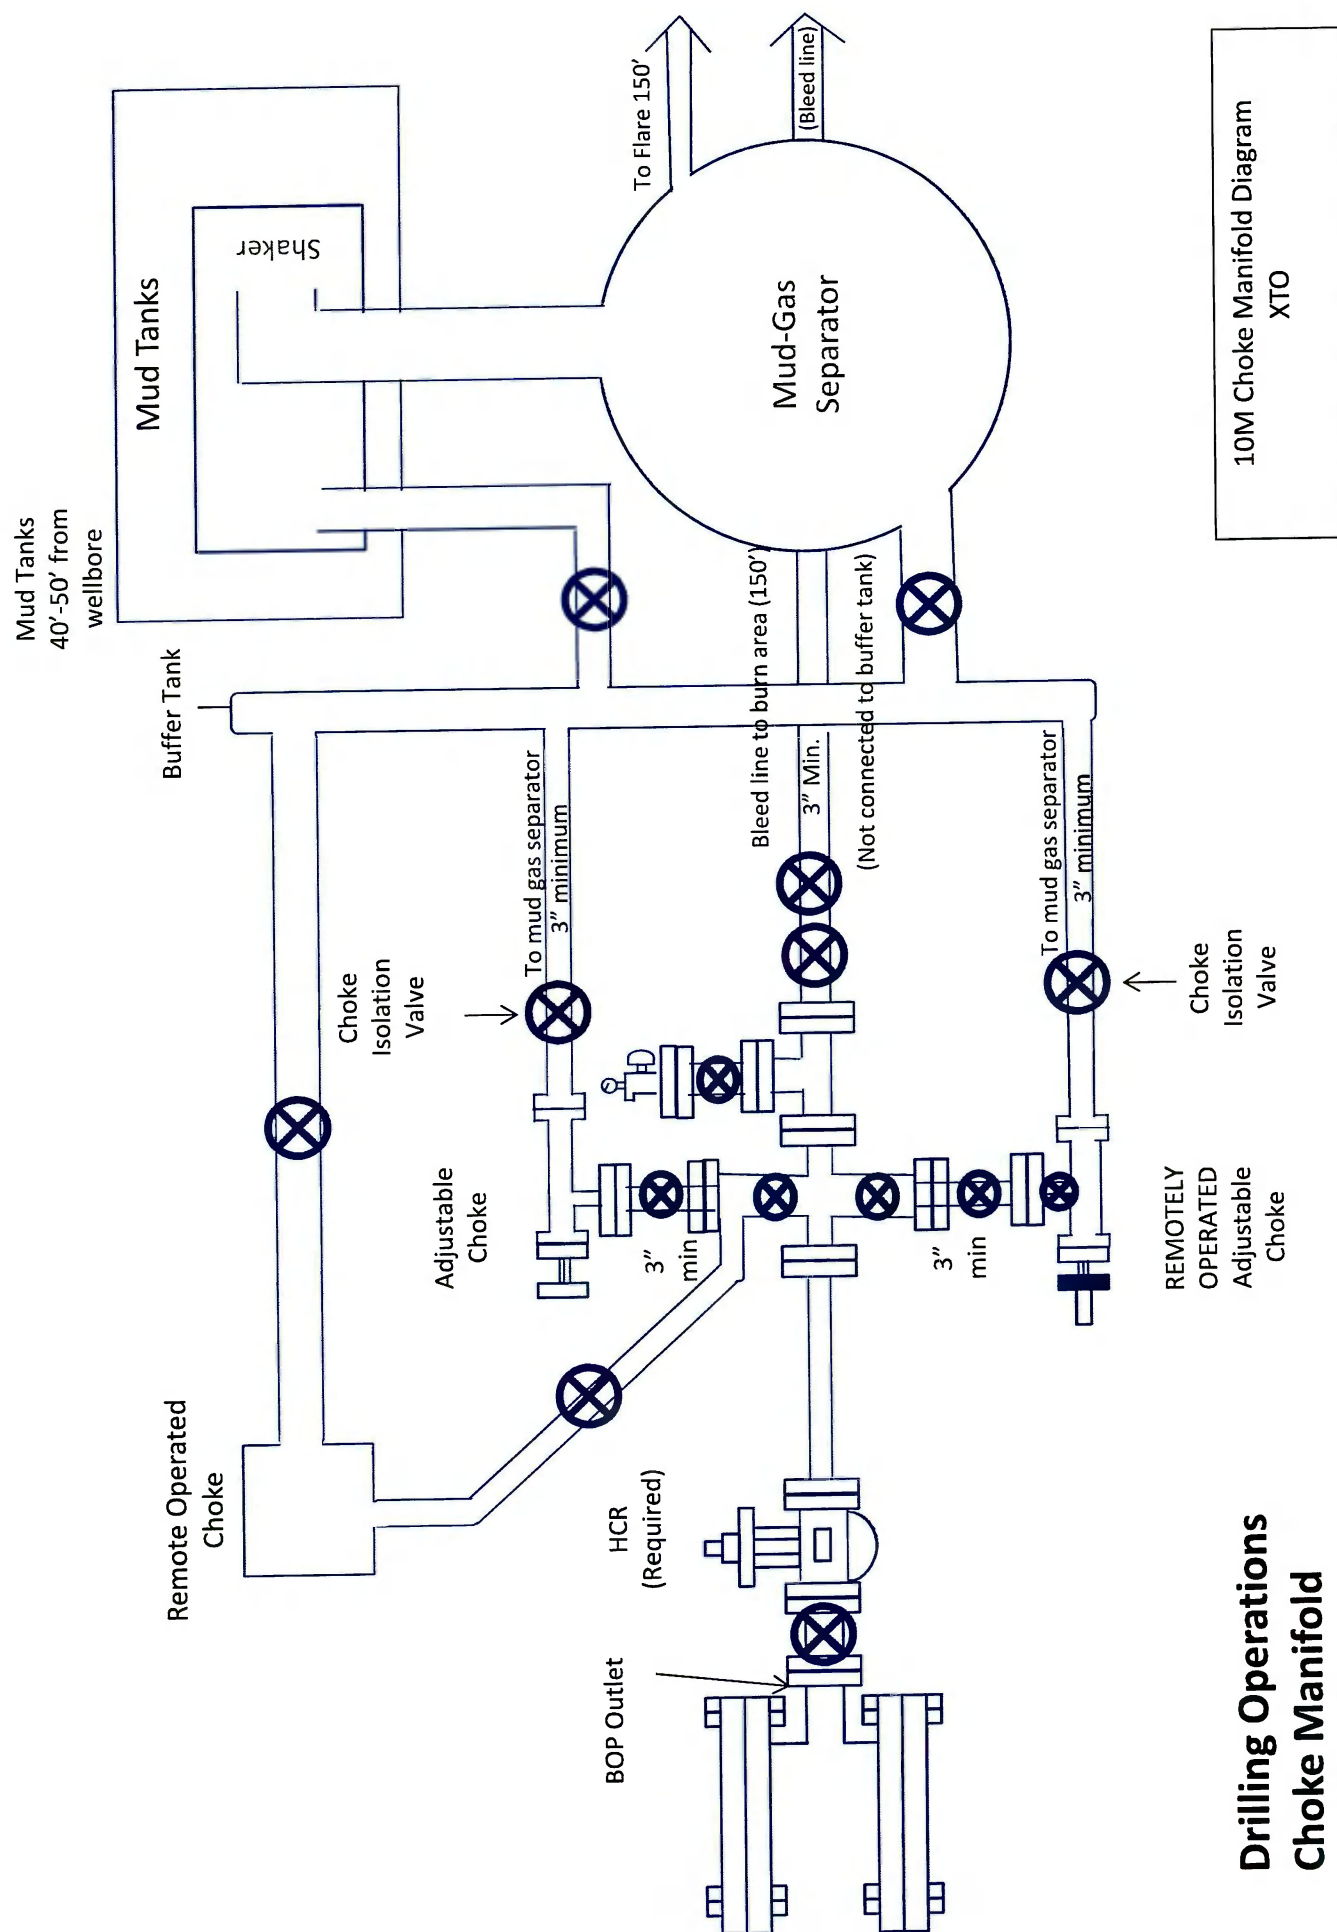 Mud Tanks
40'-50' from
wellbore
Mud Tanks
Shaker
To Flare 150'
(Bleed line)
Mud-Gas
Separator
Buffer Tank
Bleed line to burn area (150')
3" Min.
(Not connected to buffer tank)
To mud gas separator
3" minimum
To mud gas separator
3" minimum
Choke
Isolation
Valve
Choke
Isolation
Valve
Adjustable
Choke
3"
min
3"
min
REMOTELY
OPERATED
Adjustable
Choke
Remote Operated
Choke
HCR
(Required)
BOP Outlet
Drilling Operations
Choke Manifold
10M Choke Manifold Diagram
XTO